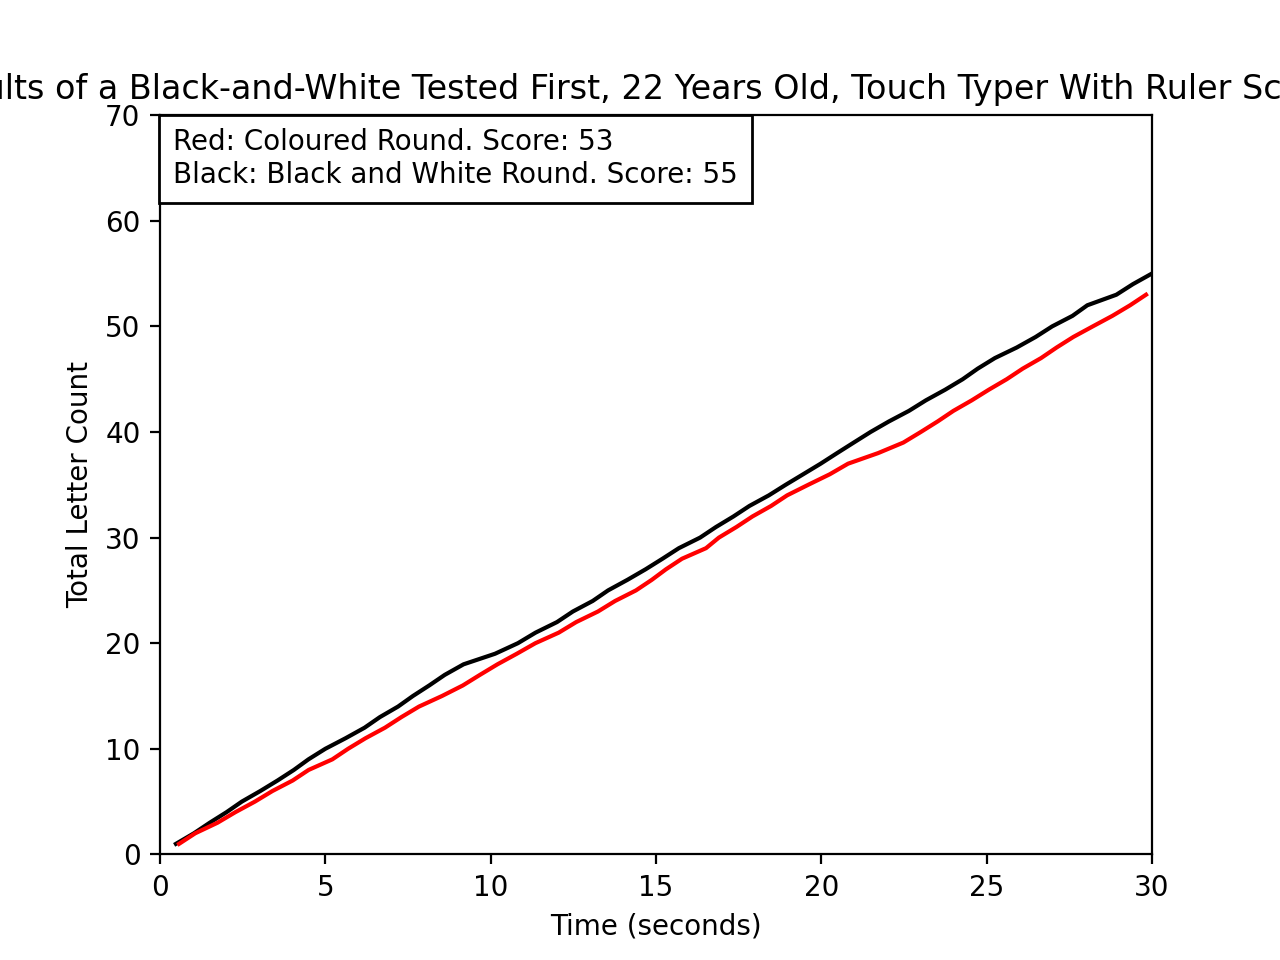 of a Black-and-White Tested First, 22 Years Old, Touch Typer With Ruler
70
Red: Coloured Round. Score: 53
Black: Black and White Round. Score: 55
60
50
40
30
20
10
0
Total Letter Count
0 5 10 15 20 25 30
Time (seconds)